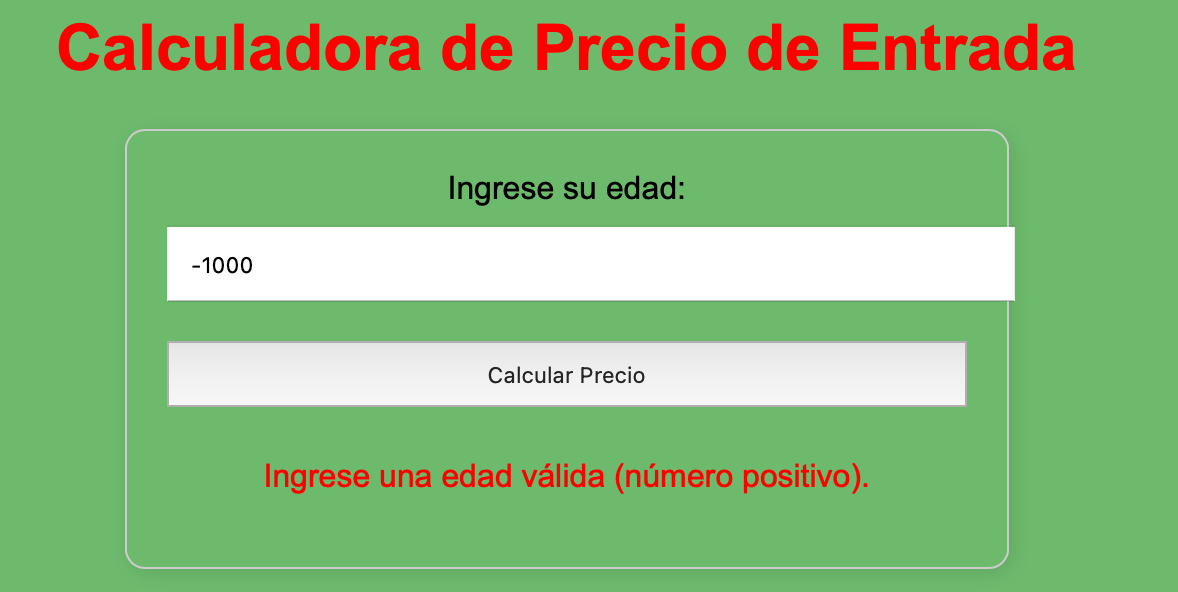 Calculadora de Precio de Entrada
Ingrese su edad:
-1000
Calcular Precio
Ingrese una edad válida (número positivo).